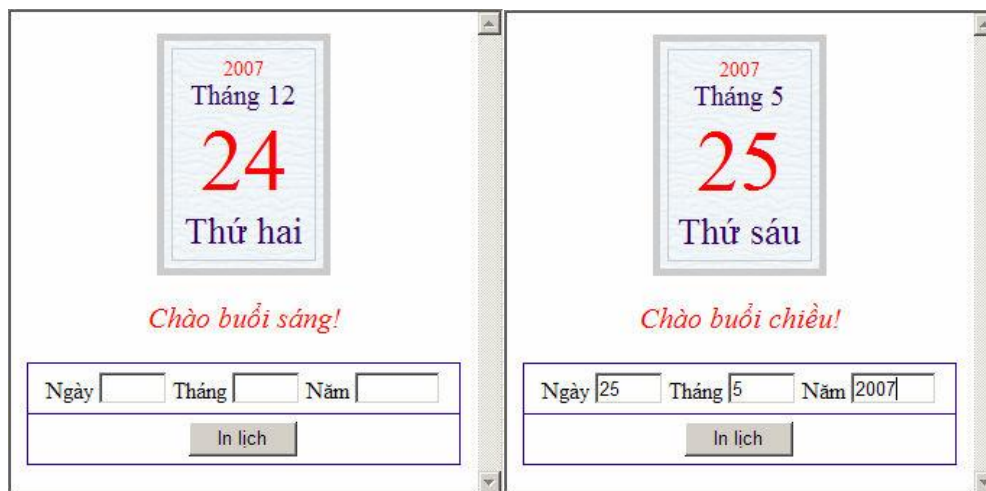 2007
Tháng 12
24
Thứ hai
Chào buổi sáng!
Ngày Tháng Năm
In lịch
2007
Tháng 5
25
Thứ sáu
Chào buổi chiều!
Ngày 25 Tháng 5 Năm 2007
In lịch